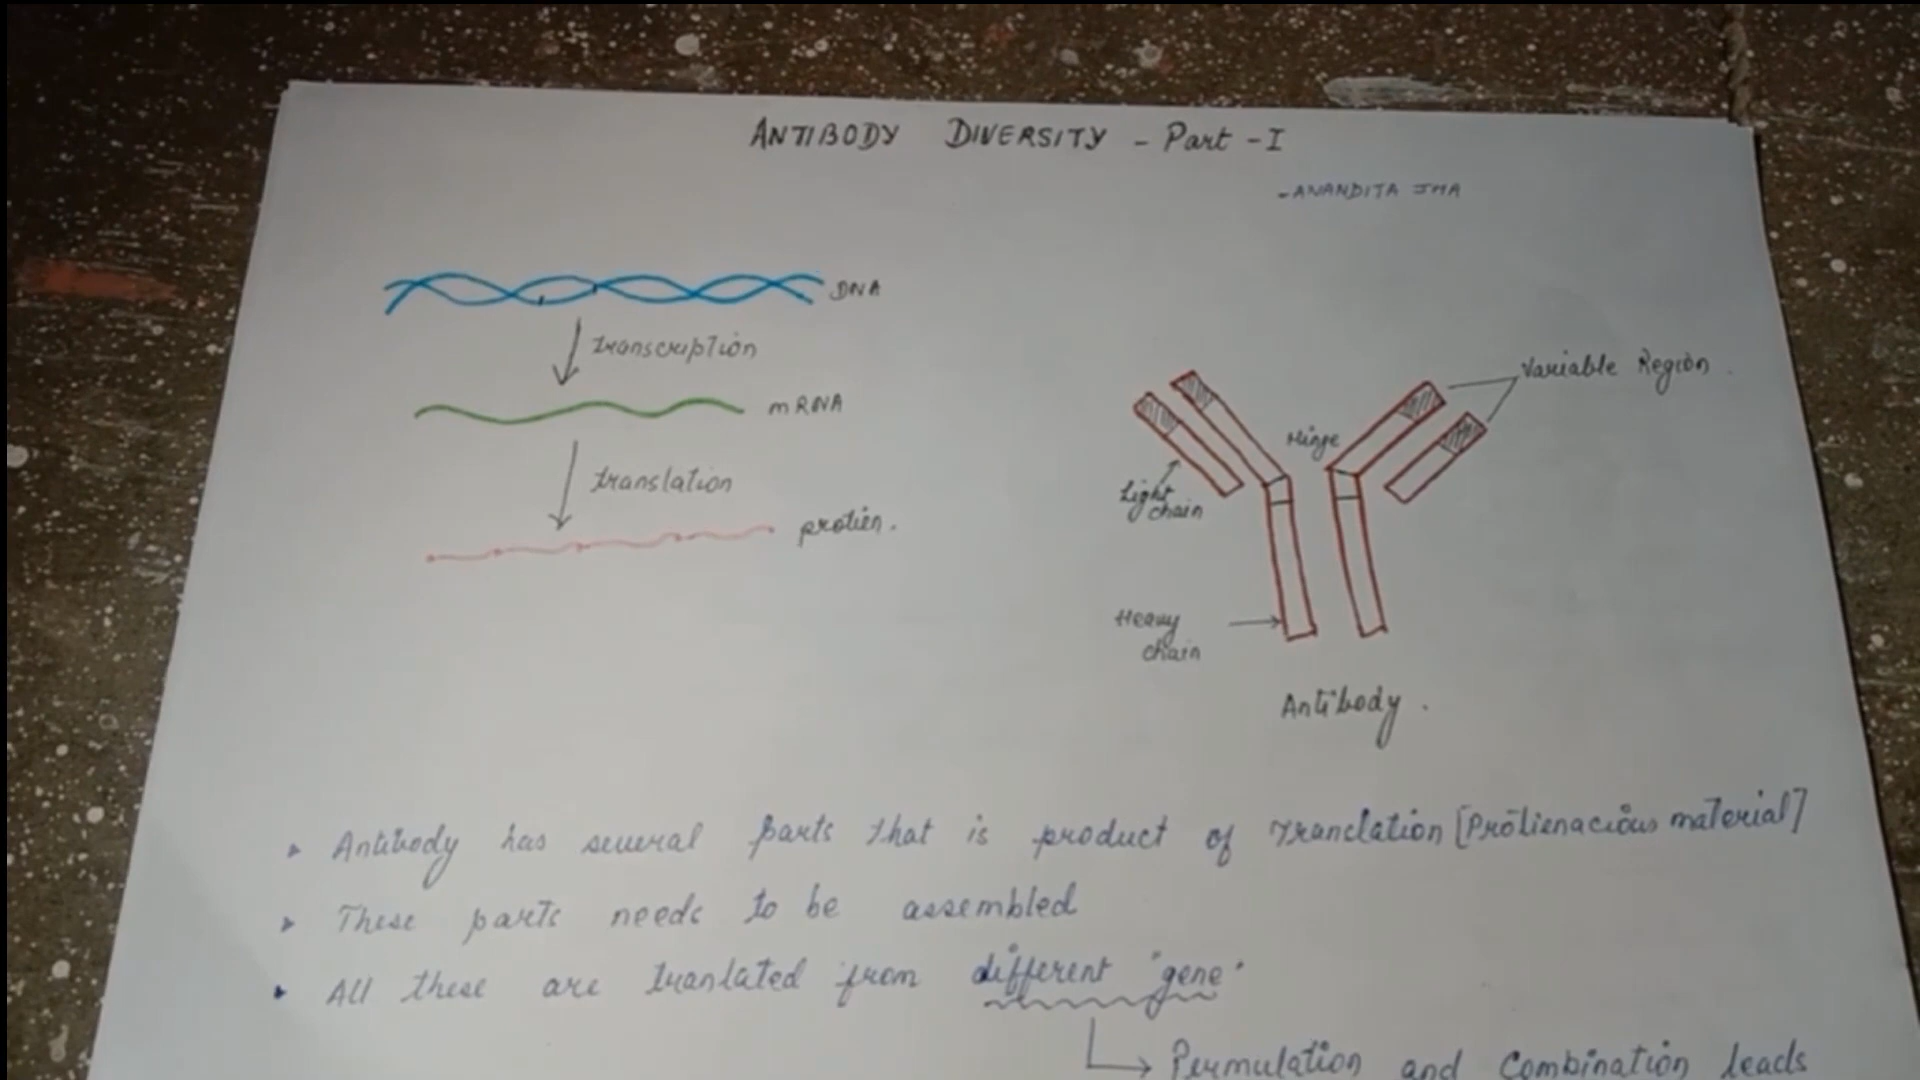 ANTIBODY DIVERSITY - Part - I
- ANANDITA JHA
DNA
transcription
mRNA
translation
protien.
Variable Region
Hinge
Light chain
Heavy chain
Antibody.
Antibody has several parts that is product of Translation [Protienacious material]
These parts needs to be assembled
All these are translated from different "gene"
Permulation and Combination leads